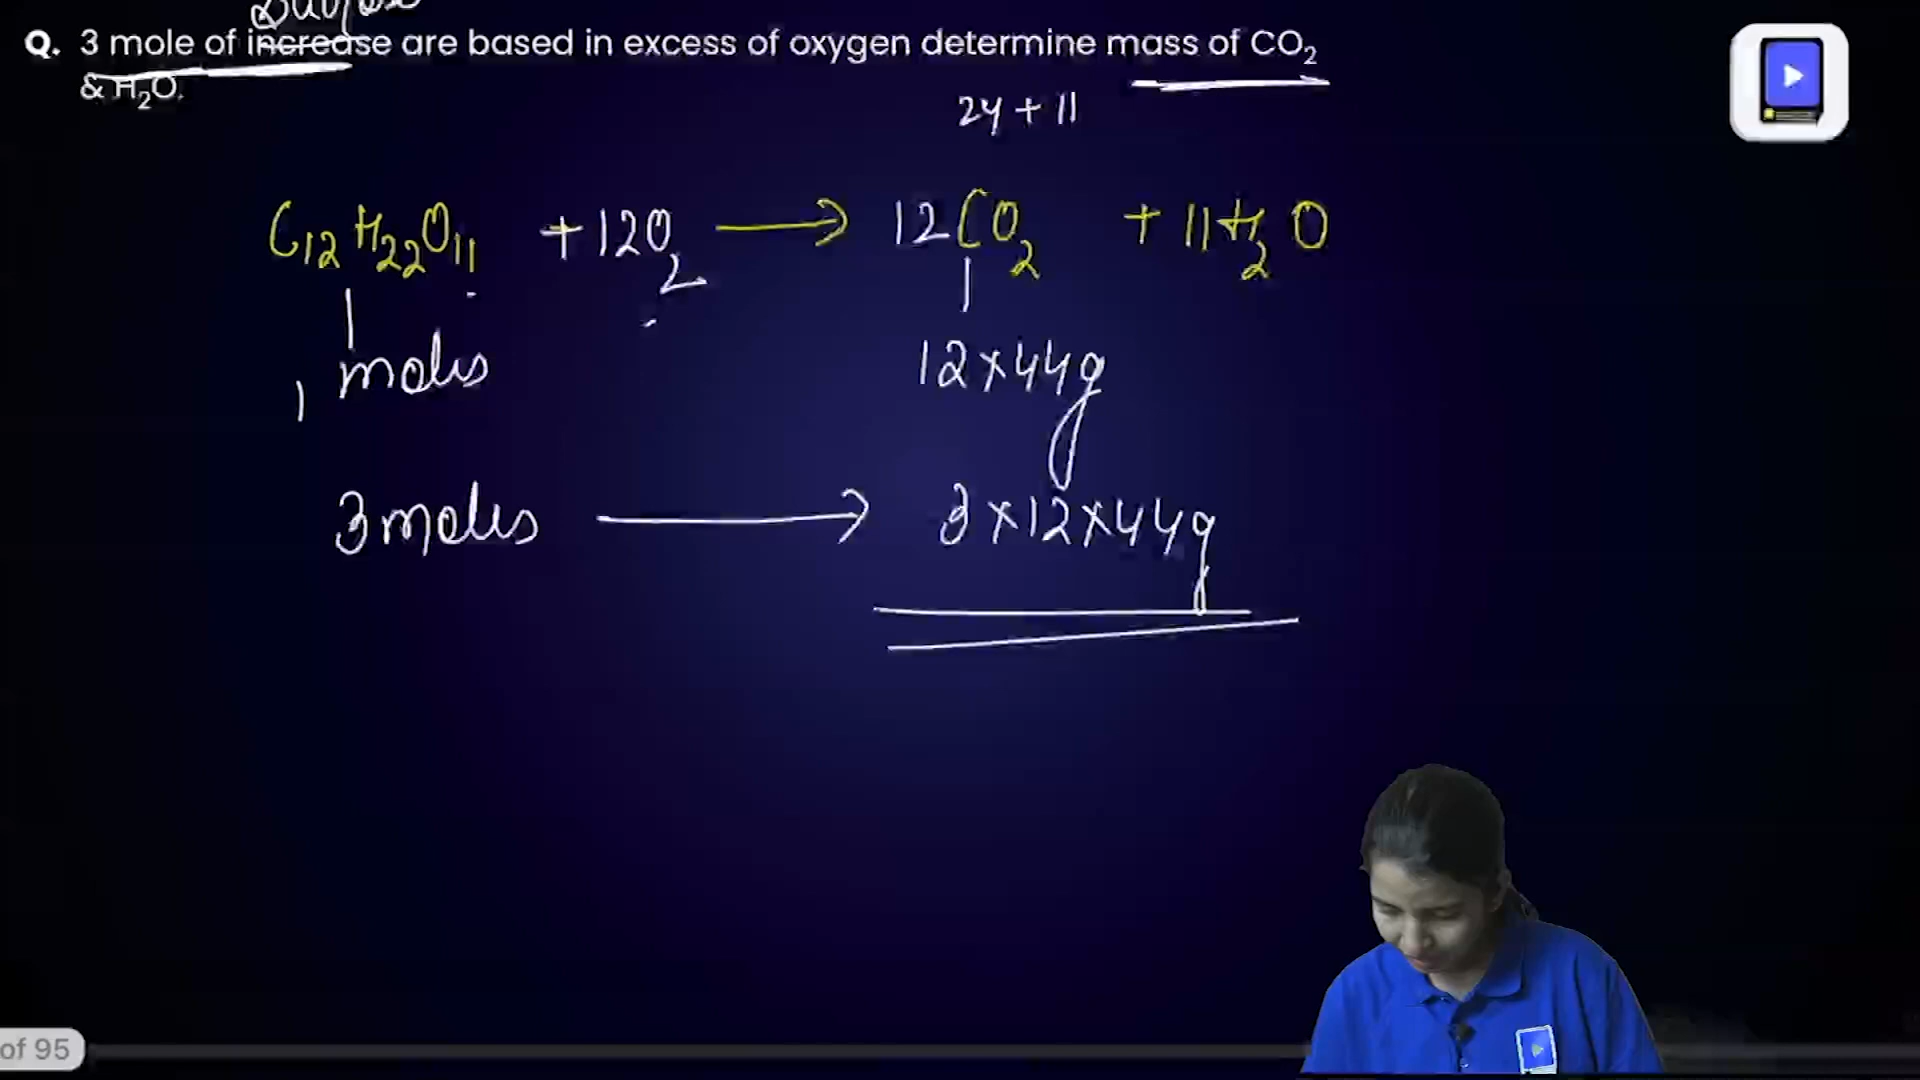 Q. 3 mole of increase are based in excess of oxygen determine mass of CO₂
& H₂O.
24 + 11
C₁₂H₂₂O₁₁ + 12O₂ → 12CO₂ + 11H₂O
1 moles 12×44g
3 moles → 3×12×44g
of 95